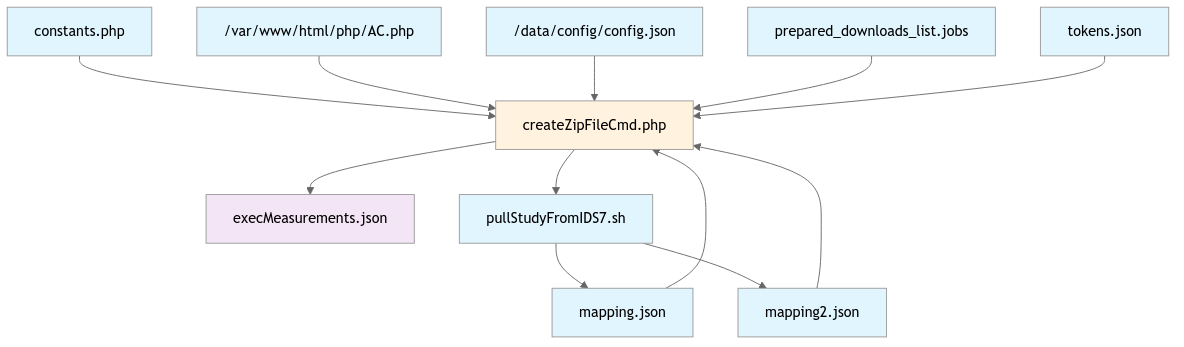 constants.php
/var/www/html/php/AC.php
/data/config/config.json
prepared_downloads_list.jobs
tokens.json
createZipFileCmd.php
execMeasurements.json
pullStudyFromIDS7.sh
mapping.json
mapping2.json